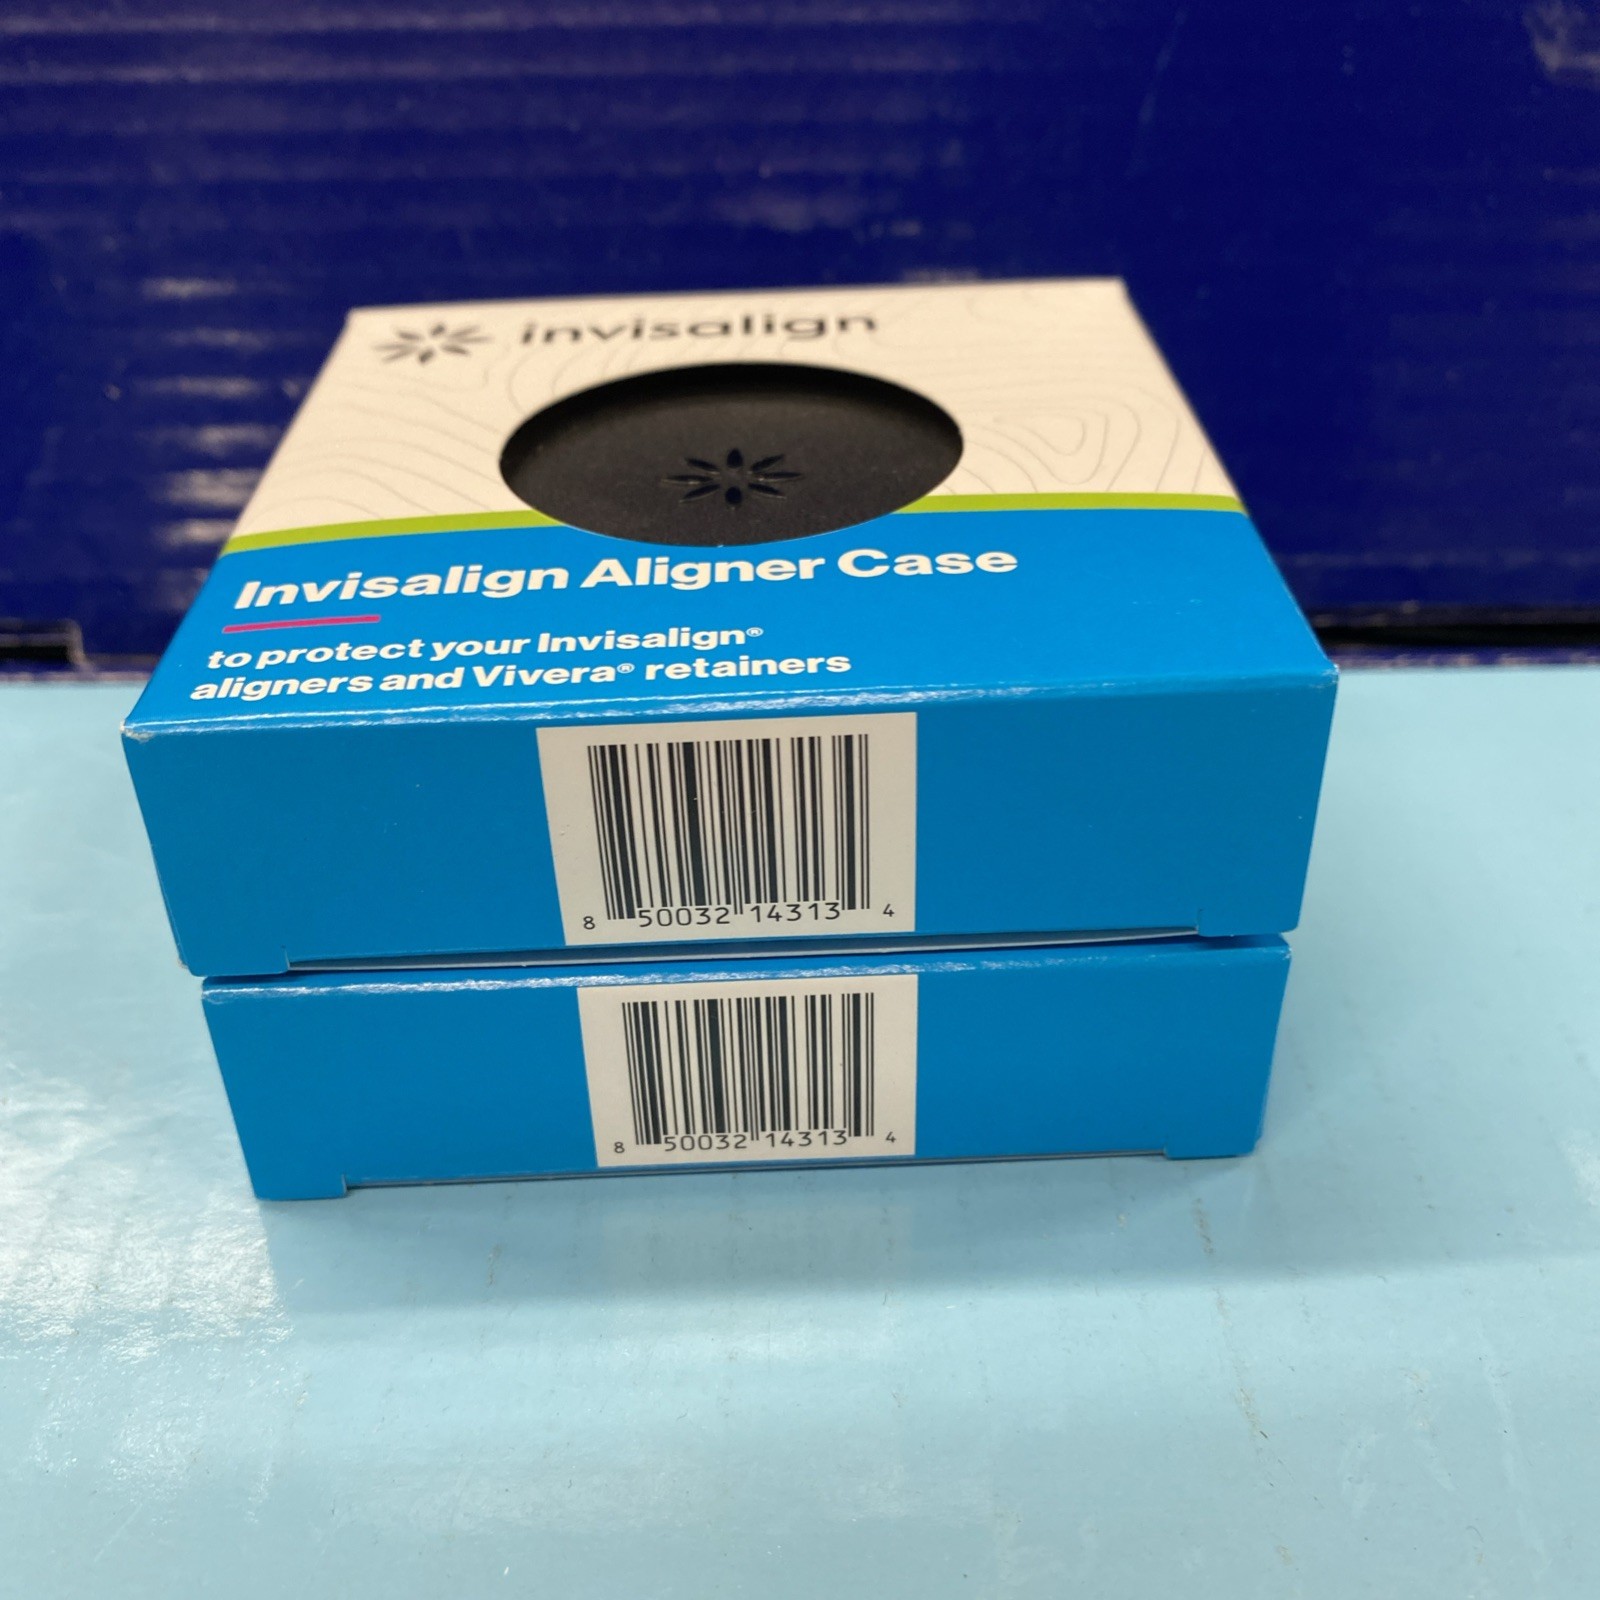 invisalign
Invisalign Aligner Case
to protect your Invisalign®
aligners and Vivera® retainers
8 50032 14313 4
8 50032 14313 4